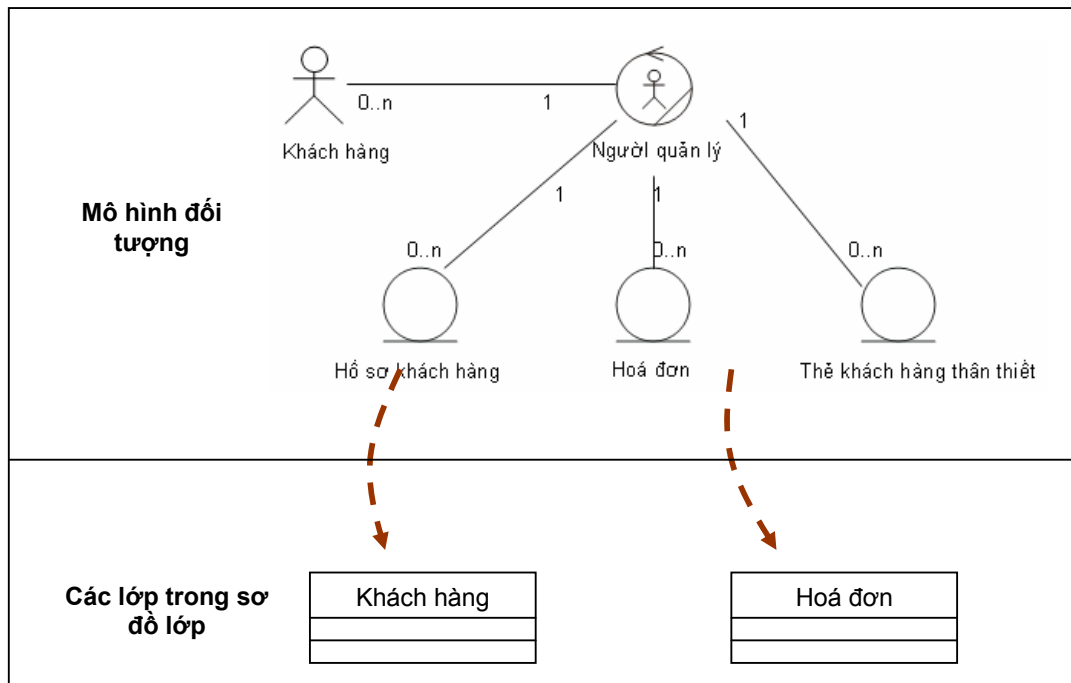 0..n
1
Khách hàng
NgườI quản lý
1
1
1
Mô hình đối
tượng
0..n
0..n
0..n
Hồ sơ khách hàng
Hoá đơn
Thẻ khách hàng thân thiết
Các lớp trong sơ
đồ lớp
Khách hàng
Hoá đơn